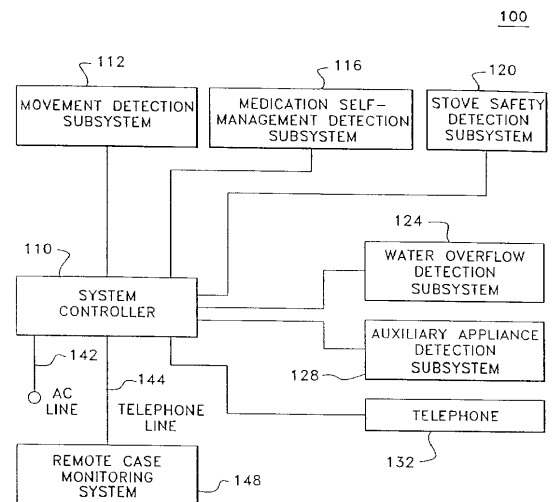 100
112
116
120
MOVEMENT DETECTION
SUBSYSTEM
MEDICATION SELF-
MANAGEMENT DETECTION
SUBSYSTEM
STOVE SAFETY
DETECTION
SUBSYSTEM
124
110
WATER OVERFLOW
DETECTION
SUBSYSTEM
SYSTEM
CONTROLLER
AUXILIARY APPLIANCE
DETECTION
SUBSYSTEM
128
142
144
AC
LINE
TELEPHONE
LINE
TELEPHONE
132
REMOTE CASE
MONITORING
SYSTEM
148